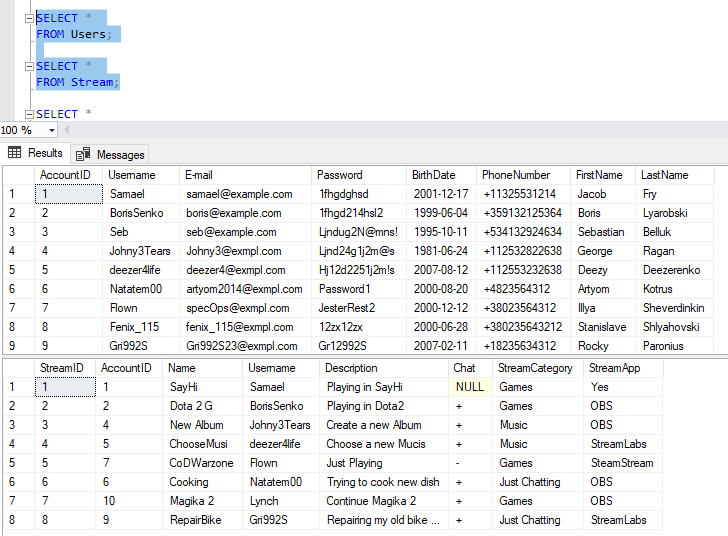 SELECT *
FROM Users;
SELECT *
FROM Stream;
SELECT *
100 %
Results Messages
AccountID Username E-mail Password BirthDate PhoneNumber FirstName LastName
1 1 Samael samael@example.com 1fhgdghsd 2001-12-17 +11325531214 Jacob Fry
2 2 BorisSenko boris@example.com 1fhgd214hsl2 1999-06-04 +359132125364 Boris Lyarobski
3 3 Seb seb@example.com Ljndug2N@mns! 1995-10-11 +534132924634 Sebastian Belluk
4 4 Johny3Tears Johny3@exmpl.com Ljnd24g1j2m@s 1981-06-24 +112532822638 George Ragan
5 5 deezer4life deezer4@exmpl.com Hj12d2251j2m!s 2007-08-12 +112553232638 Deezy Deezerenko
6 6 Natatem00 artyom2014@exmpl.com Password1 2000-08-20 +4823564312 Artyom Kotrus
7 7 Flown specOps@exmpl.com JesterRest2 2000-12-12 +38023564312 Illya Sheverdinkin
8 8 Fenix_115 fenix_115@exmpl.com 12zx12zx 2000-06-28 +380235643212 Stanislave Shlyahovski
9 9 Gri992S Gri992S23@exmpl.com Gr12992S 2007-02-11 +18235634312 Rocky Paronius
StreamID AccountID Name Username Description Chat StreamCategory StreamApp
1 1 1 SayHi Samael Playing in SayHi NULL Games Yes
2 2 2 Dota 2 G BorisSenko Playing in Dota2 + Games OBS
3 3 4 New Album Johny3Tears Create a new Album + Music OBS
4 4 5 ChooseMusi deezer4life Choose a new Mucis + Music StreamLabs
5 5 7 CoDWarzone Flown Just Playing - Games SteamStream
6 6 6 Cooking Natatem00 Trying to cook new dish + Just Chatting OBS
7 7 10 Magika 2 Lynch Continue Magika 2 + Games OBS
8 8 9 RepairBike Gri992S Repairing my old bike ... + Just Chatting StreamLabs